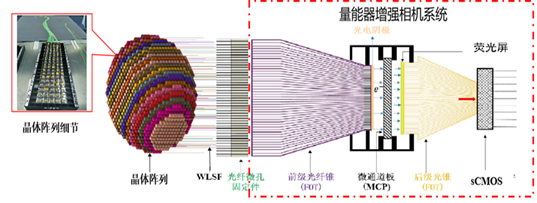 量能器增强相机系统
光电阴极
荧光屏
e
晶体阵列细节
晶体阵列
WLSF
光纤微孔
固定件
前级光纤锥
(FOT)
微通道板
(MCP)
后级光锥
(FOT)
sCMOS